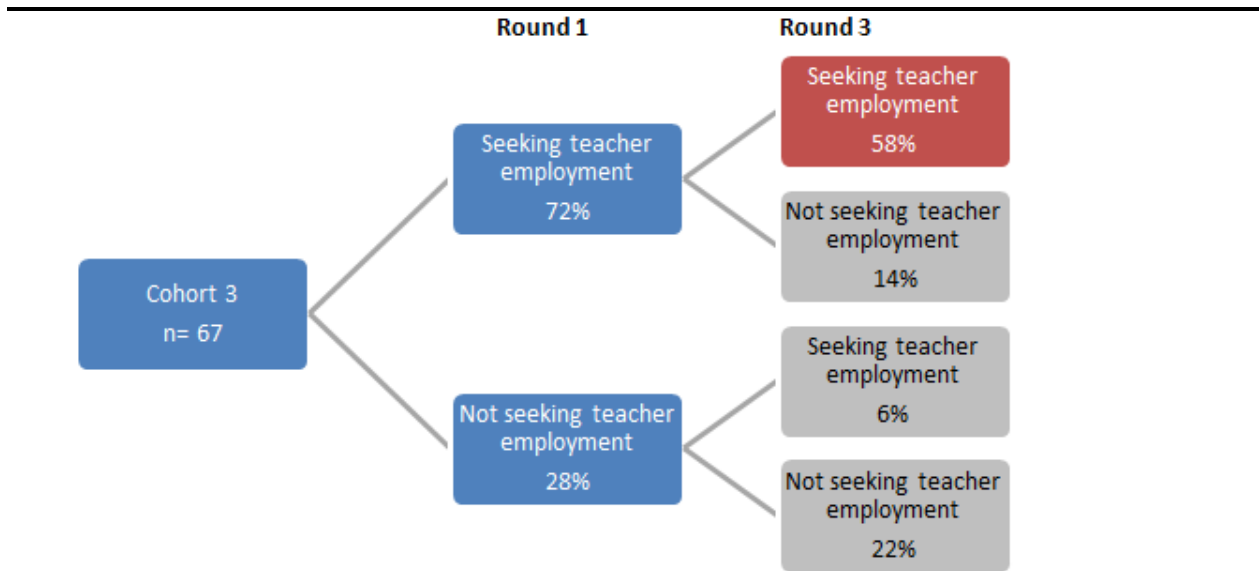 Round 1
Round 3
Cohort 3
n= 67
Seeking teacher
employment
72%
Not seeking teacher
employment
28%
Seeking teacher
employment
58%
Not seeking teacher
employment
14%
Seeking teacher
employment
6%
Not seeking teacher
employment
22%